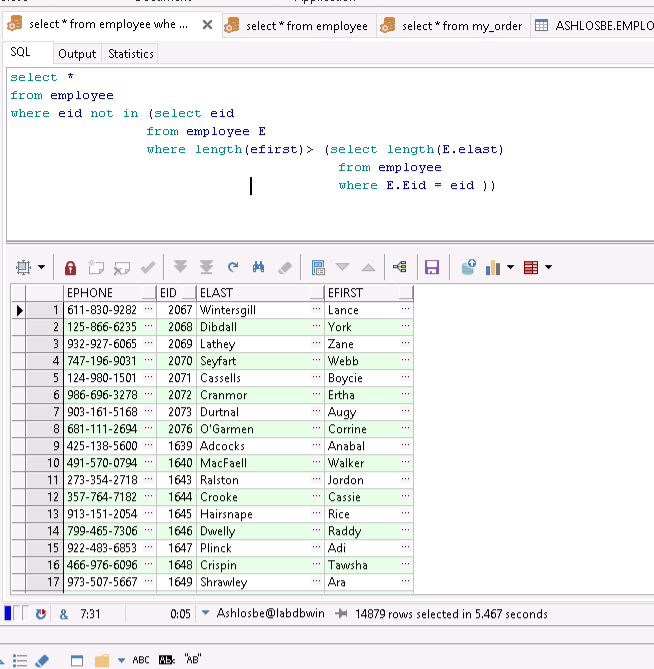 select * from employee whe ...
select * from employee
select * from my_order
ASHLOSBE.EMPLO
SQL
Output
Statistics
select *
from employee
where eid not in (select eid
from employee E
where length(efirst)> (select length(E.elast)
from employee
where E.Eid = eid ))
EPHONE EID ELAST EFIRST
1 611-830-9282 ... 2067 Wintersgill ... Lance ...
2 125-866-6235 ... 2068 Dibdall ... York ...
3 932-927-6065 ... 2069 Lathey ... Zane ...
4 747-196-9031 ... 2070 Seyfart ... Webb ...
5 124-980-1501 ... 2071 Cassells ... Boycie ...
6 986-696-3278 ... 2072 Cranmor ... Ertha ...
7 903-161-5168 ... 2073 Durtnal ... Augy ...
8 681-111-2694 ... 2076 O'Garmen ... Corrine ...
9 425-138-5600 ... 1639 Adcocks ... Anabal ...
10 491-570-0794 ... 1640 MacFaell ... Walker ...
11 273-354-2718 ... 1643 Ralston ... Jordon ...
12 357-764-7182 ... 1644 Crooke ... Cassie ...
13 913-151-2054 ... 1645 Hairsnape ... Rice ...
14 799-465-7306 ... 1646 Dwelly ... Raddy ...
15 922-483-6853 ... 1647 Plinck ... Adi ...
16 466-976-6096 ... 1648 Crispin ... Tawsha ...
17 973-507-5667 ... 1649 Shrawley ... Ara ...
& 7:31 0:05 Ashlosbe@labdbwin 14879 rows selected in 5.467 seconds
ABC AB: "AB"